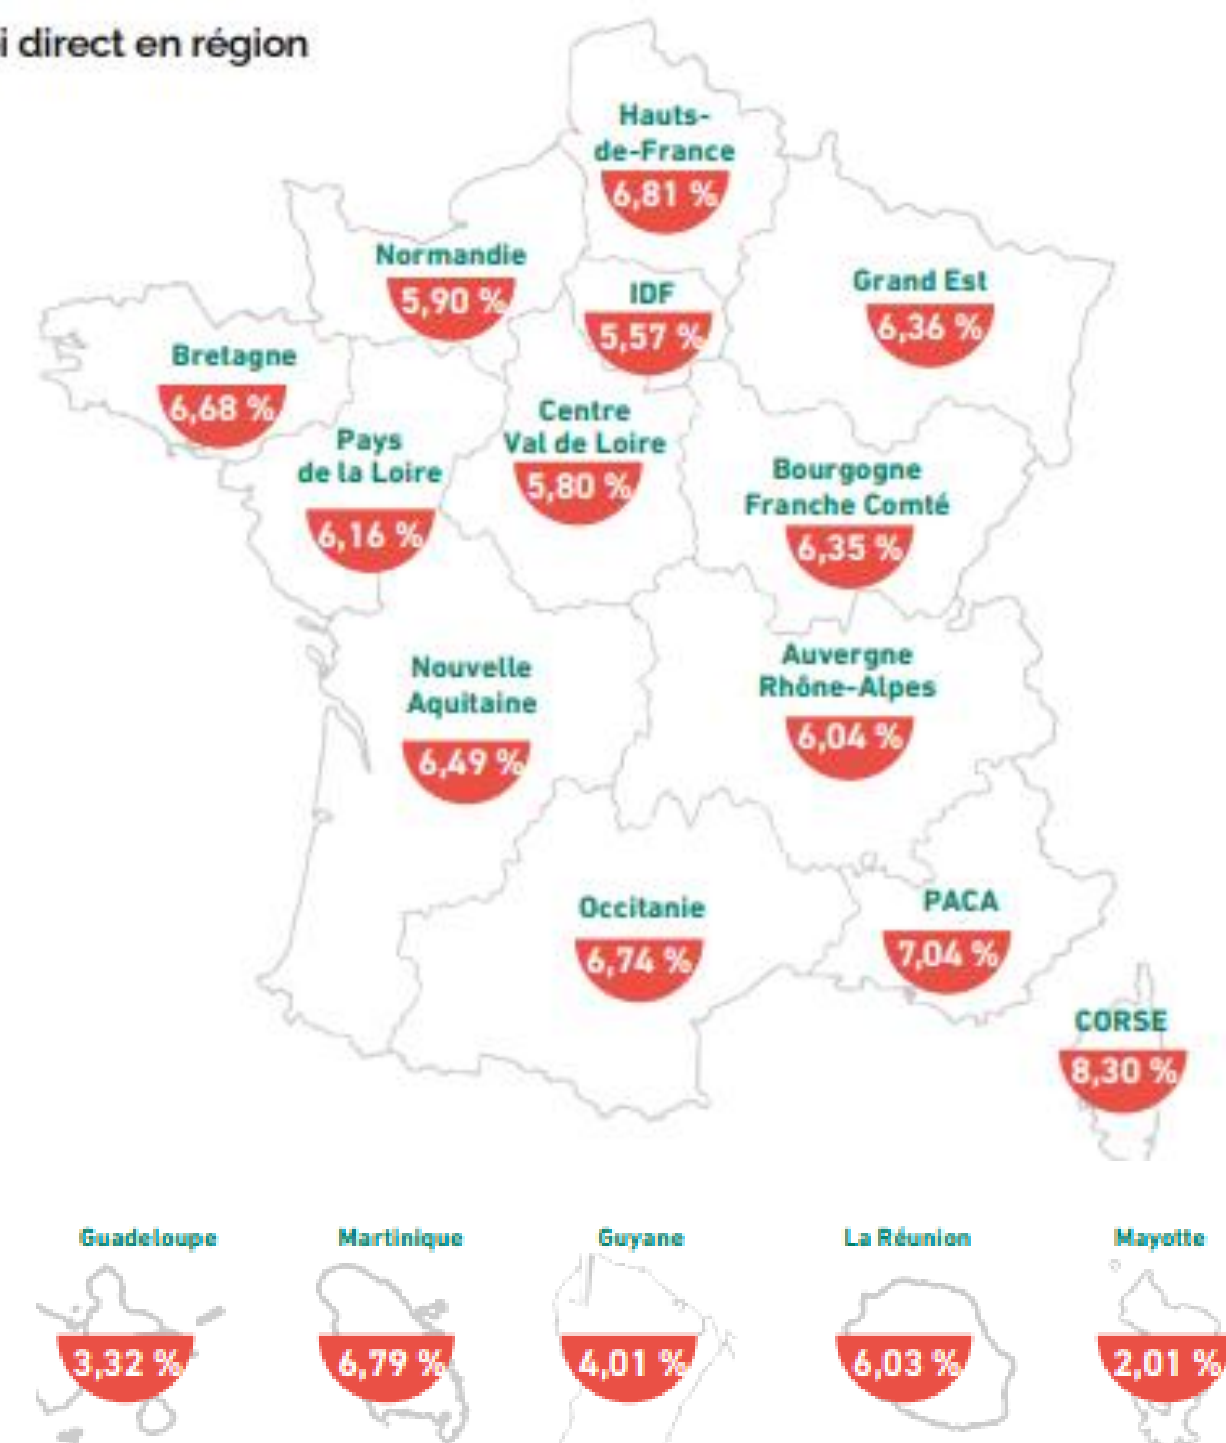 i direct en région
Hauts-
de-France
6,81 %
Normandie
5,90 %
IDF
5,57 %
Grand Est
6,36 %
Bretagne
6,68 %
Pays
de la Loire
6,16 %
Centre
Val de Loire
5,80 %
Bourgogne
Franche Comté
6,35 %
Nouvelle
Aquitaine
6,49 %
Auvergne
Rhône-Alpes
6,04 %
Occitanie
6,74 %
PACA
7,04 %
CORSE
8,30 %
Guadeloupe
3,32 %
Martinique
6,79 %
Guyane
4,01 %
La Réunion
6,03 %
Mayotte
2,01 %